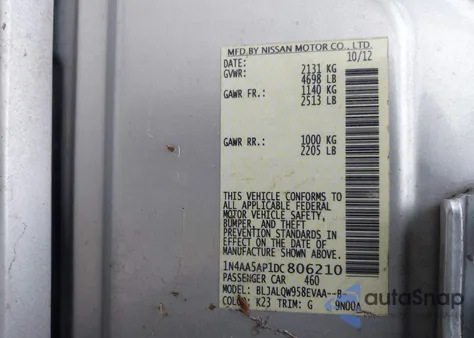 MFD.BY NISSAN MOTOR CO., LTD.
DATE: 10/12
GVWR: 2131 KG
4698 LB
GAWR FR.: 1140 KG
2513 LB
GAWR RR.: 1000 KG
2205 LB
THIS VEHICLE CONFORMS TO
ALL APPLICABLE FEDERAL
MOTOR VEHICLE SAFETY,
BUMPER, AND THEFT
PREVENTION STANDARDS IN
EFFECT ON THE DATE OF
MANUFACTURE SHOWN ABOVE.
1N4AA5AP1DC806210
PASSENGER CAR 460
MODEL: BLJALQW958EVAA--B-
COLOR: K23 TRIM: G 9N00A
autoSnap